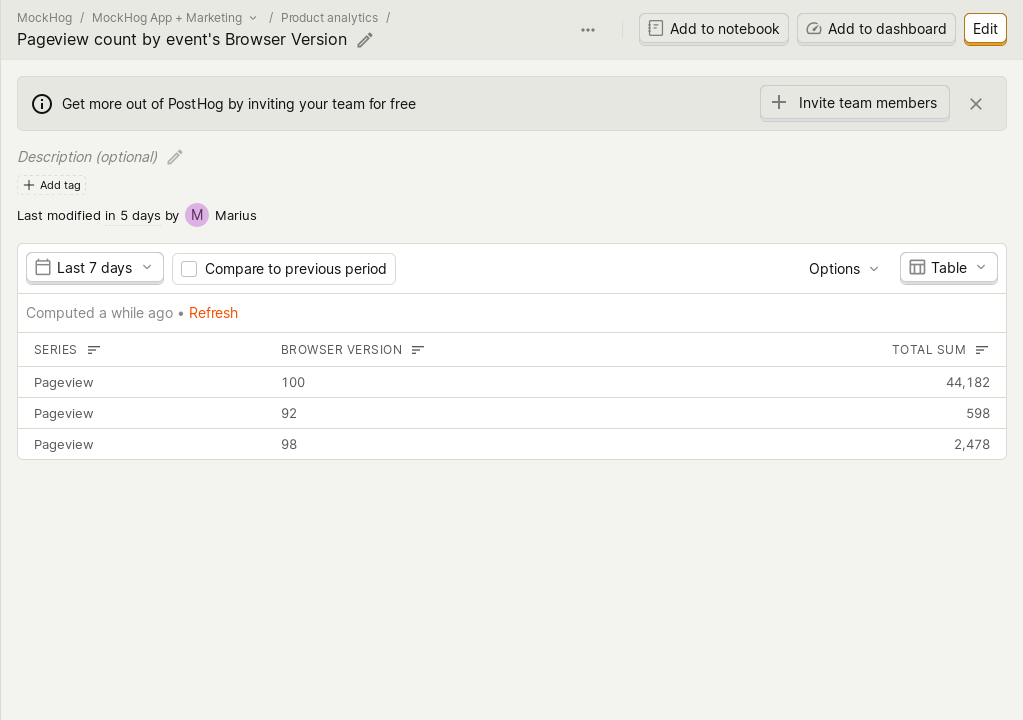 MockHog / MockHog App + Marketing / Product analytics /
Pageview count by event's Browser Version
Add to notebook
Add to dashboard
Edit
Get more out of PostHog by inviting your team for free
Invite team members
Description (optional)
Add tag
Last modified in 5 days by M Marius
Last 7 days
Compare to previous period
Options
Table
Computed a while ago • Refresh
SERIES BROWSER VERSION TOTAL SUM
Pageview 100 44,182
Pageview 92 598
Pageview 98 2,478